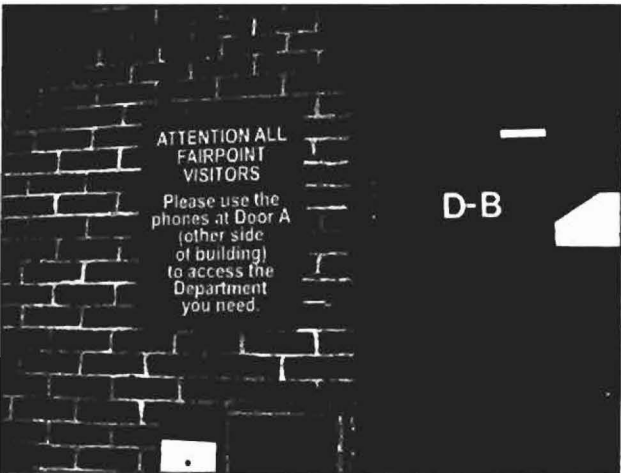 ATTENTION ALL
FAIRPOINT
VISITORS
Please use the
phones at Door A
(other side
of building)
to access the
Department
you need.
D-B